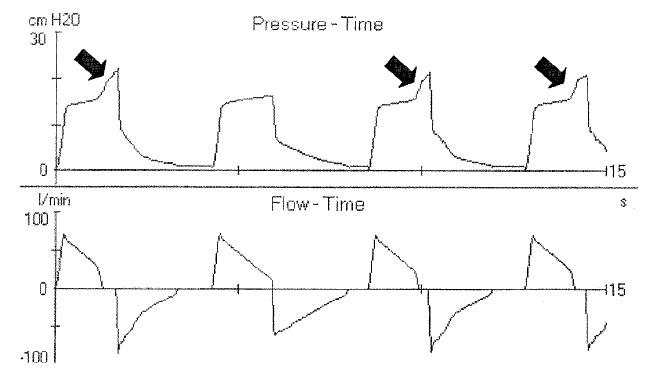 cm H20
30
Pressure - Time
0
15
l/min
100
Flow - Time
s
0
15
-100